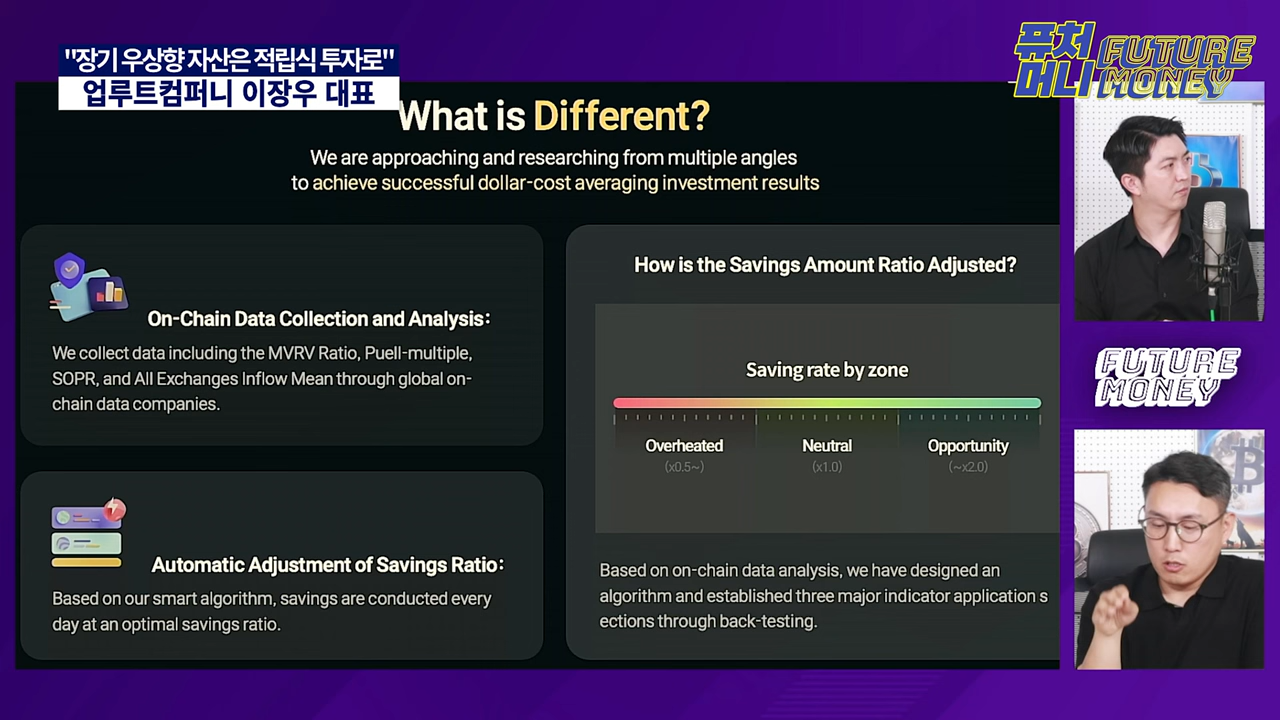 "장기 우상향 자산은 적립식 투자로"
업루트컴퍼니 이장우 대표
퓨처
머니
FUTURE
MONEY
What is Different?
We are approaching and researching from multiple angles
to achieve successful dollar-cost averaging investment results
On-Chain Data Collection and Analysis:
We collect data including the MVRV Ratio, Puell-multiple,
SOPR, and All Exchanges Inflow Mean through global on-
chain data companies.
Automatic Adjustment of Savings Ratio:
Based on our smart algorithm, savings are conducted every
day at an optimal savings ratio.
How is the Savings Amount Ratio Adjusted?
Saving rate by zone
Overheated Neutral Opportunity
(x0.5~) (x1.0) (~x2.0)
Based on on-chain data analysis, we have designed an
algorithm and established three major indicator application s
ections through back-testing.
FUTURE
MONEY